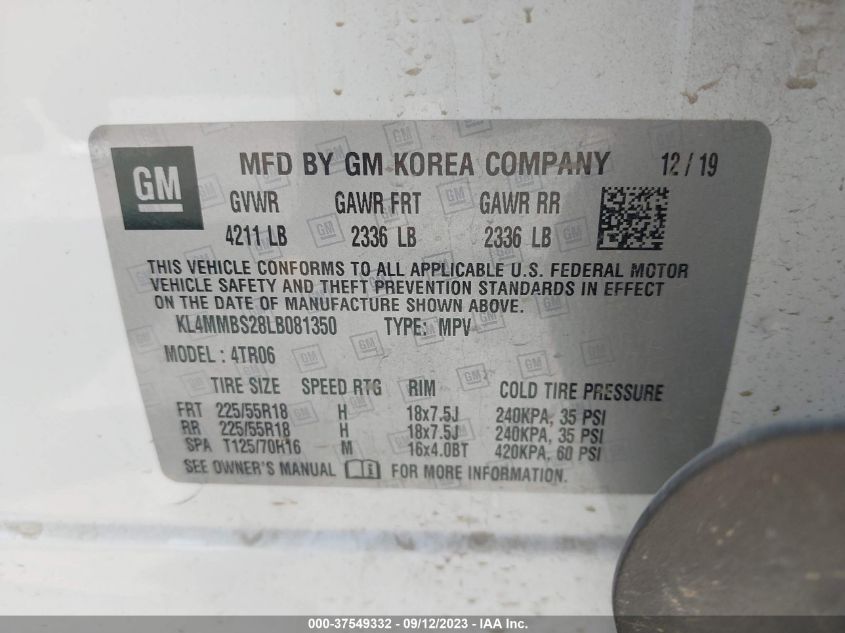 GM MFD BY GM KOREA COMPANY 12/19
GVWR GAWR FRT GAWR RR
4211 LB 2336 LB 2336 LB
THIS VEHICLE CONFORMS TO ALL APPLICABLE U.S. FEDERAL MOTOR
VEHICLE SAFETY AND THEFT PREVENTION STANDARDS IN EFFECT
ON THE DATE OF MANUFACTURE SHOWN ABOVE.
KL4MMBS28LB081350 TYPE: MPV
MODEL: 4TR06
TIRE SIZE SPEED RTG RIM COLD TIRE PRESSURE
FRT 225/55R18 H 18x7.5J 240KPA, 35 PSI
RR 225/55R18 H 18x7.5J 240KPA, 35 PSI
SPA T125/70H16 M 16x4.0BT 420KPA, 60 PSI
SEE OWNER'S MANUAL FOR MORE INFORMATION.
000-37549332 - 09/12/2023 - IAA Inc.